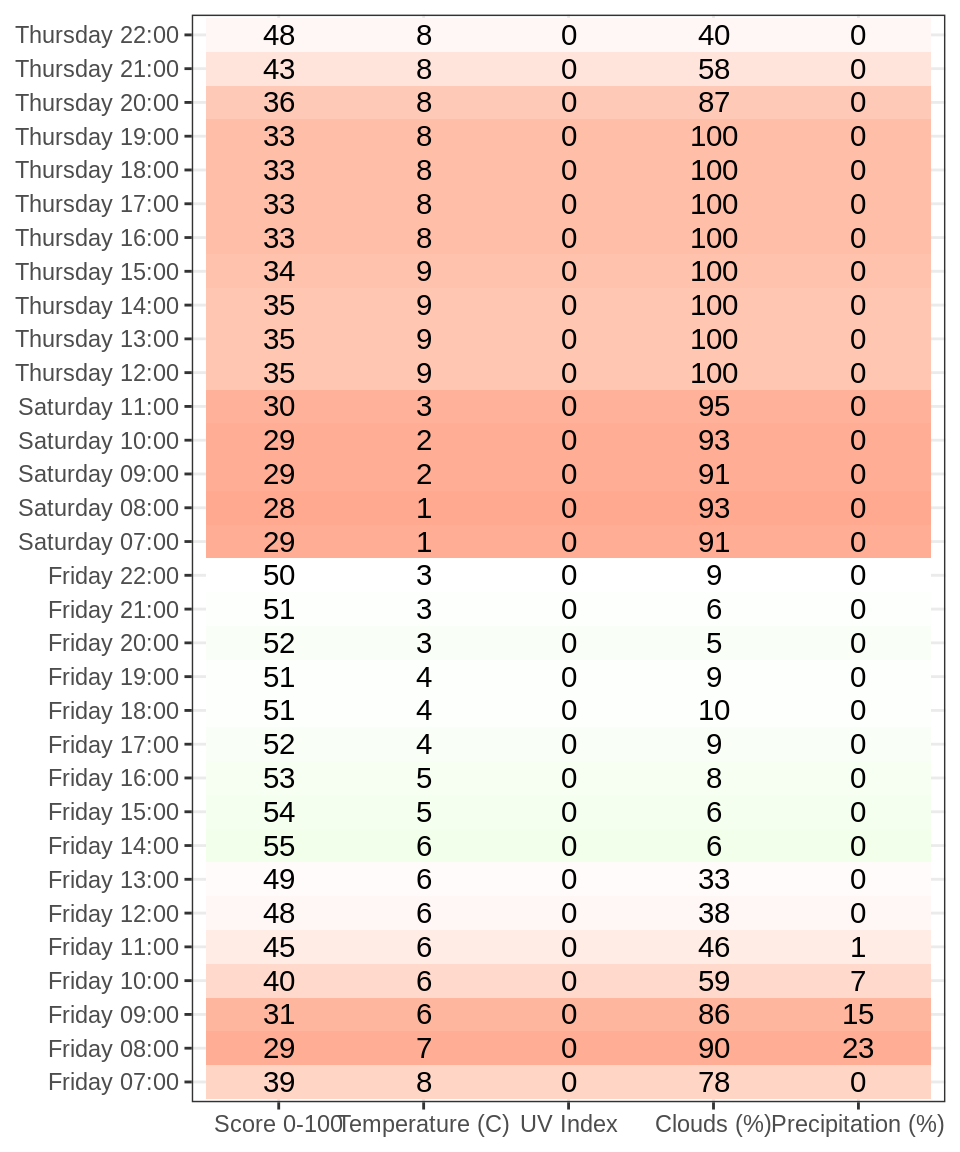 Thursday 22:00 48 8 0 40 0
Thursday 21:00 43 8 0 58 0
Thursday 20:00 36 8 0 87 0
Thursday 19:00 33 8 0 100 0
Thursday 18:00 33 8 0 100 0
Thursday 17:00 33 8 0 100 0
Thursday 16:00 33 8 0 100 0
Thursday 15:00 34 9 0 100 0
Thursday 14:00 35 9 0 100 0
Thursday 13:00 35 9 0 100 0
Thursday 12:00 35 9 0 100 0
Saturday 11:00 30 3 0 95 0
Saturday 10:00 29 2 0 93 0
Saturday 09:00 29 2 0 91 0
Saturday 08:00 28 1 0 93 0
Saturday 07:00 29 1 0 91 0
Friday 22:00 50 3 0 9 0
Friday 21:00 51 3 0 6 0
Friday 20:00 52 3 0 5 0
Friday 19:00 51 4 0 9 0
Friday 18:00 51 4 0 10 0
Friday 17:00 52 4 0 9 0
Friday 16:00 53 5 0 8 0
Friday 15:00 54 5 0 6 0
Friday 14:00 55 6 0 6 0
Friday 13:00 49 6 0 33 0
Friday 12:00 48 6 0 38 0
Friday 11:00 45 6 0 46 1
Friday 10:00 40 6 0 59 7
Friday 09:00 31 6 0 86 15
Friday 08:00 29 7 0 90 23
Friday 07:00 39 8 0 78 0
Score 0-100 Temperature (C) UV Index Clouds (%) Precipitation (%)